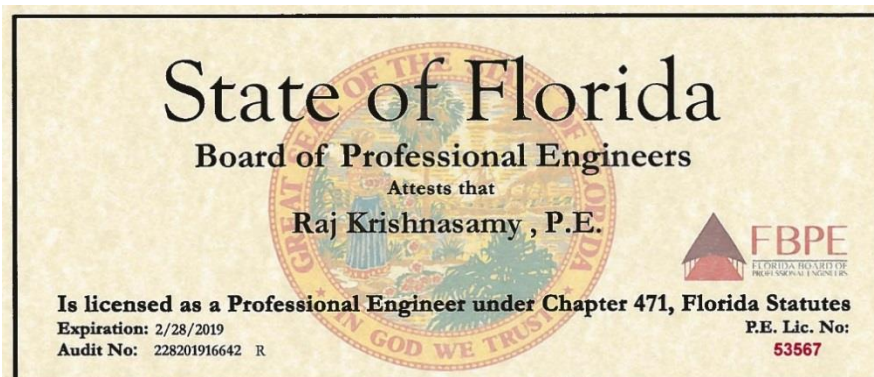 State of Florida
Board of Professional Engineers
Attests that
Raj Krishnasamy , P.E.
FBPE
FLORIDA BOARD OF
PROFESSIONAL ENGINEERS
Is licensed as a Professional Engineer under Chapter 471, Florida Statutes
Expiration: 2/28/2019
P.E. Lic. No:
Audit No: 228201916642 R
53567
GREAT SEAL OF THE STATE OF FLORIDA
IN GOD WE TRUST